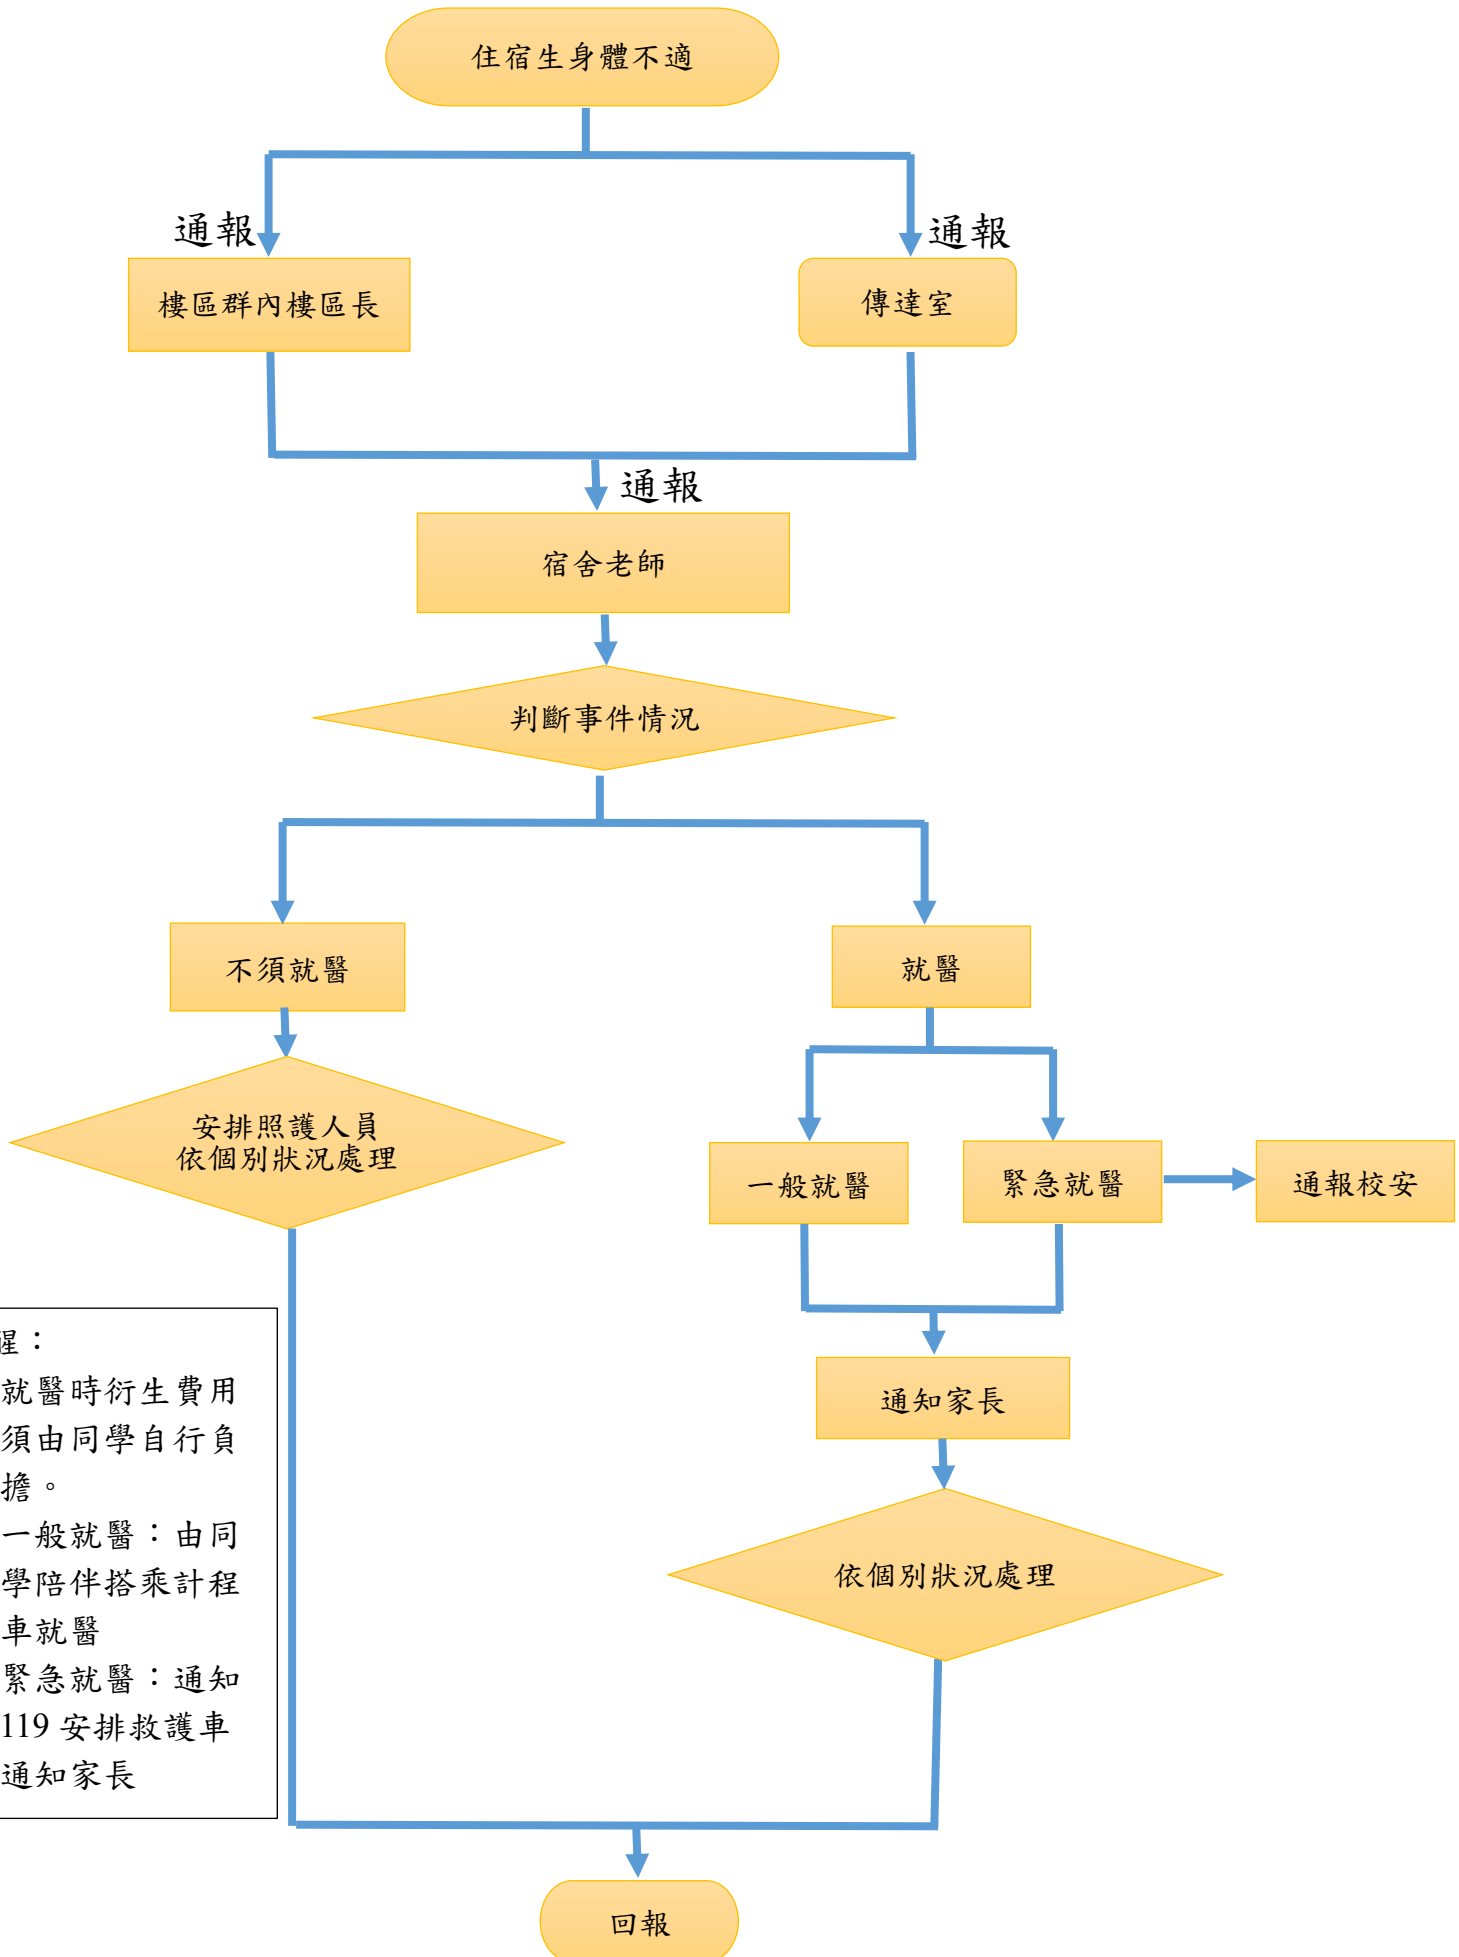 住宿生身體不適
通報
通報
樓區群內樓區長
傳達室
通報
宿舍老師
判斷事件情況
不須就醫
就醫
安排照護人員
依個別狀況處理
一般就醫
緊急就醫
通報校安
醒：
就醫時衍生費用
須由同學自行負
擔。
一般就醫：由同
學陪伴搭乘計程
車就醫
緊急就醫：通知
119安排救護車
通知家長
通知家長
依個別狀況處理
回報